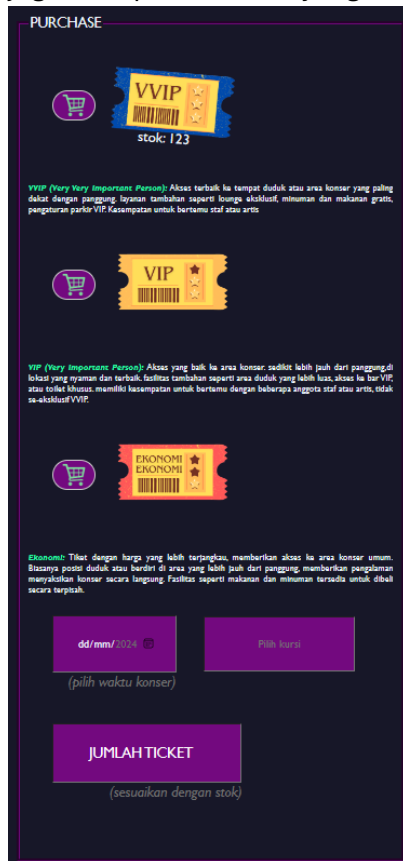 PURCHASE
VVIP
stok: 123
VVIP (Very Very Important Person): Akses terbaik ke tempat duduk atau area konser yang paling
dekat dengan panggung. layanan tambahan seperti lounge eksklusif, minuman dan makanan gratis,
pengaturan parkir VIP. Kesempatan untuk bertemu staf atau artis
VIP
VIP (Very Important Person): Akses yang baik ke area konser. sedikit lebih jauh dari panggung.di
lokasi yang nyaman dan terbaik. fasilitas tambahan seperti area duduk yang lebih luas, akses ke bar VIP,
atau toilet khusus. memiliki kesempatan untuk bertemu dengan beberapa anggota staf atau artis, tidak
se-eksklusif VVIP.
EKONOMI
EKONOMI
Ekonomi: Tiket dengan harga yang lebih terjangkau, memberikan akses ke area konser umum.
Biasanya posisi duduk atau berdiri di area yang lebih jauh dari panggung, memberikan pengalaman
menyaksikan konser secara langsung. Fasilitas seperti makanan dan minuman tersedia untuk dibeli
secara terpisah.
dd/mm/2024 Pilih kursi
(pilih waktu konser)
JUMLAH TICKET
(sesuaikan dengan stok)